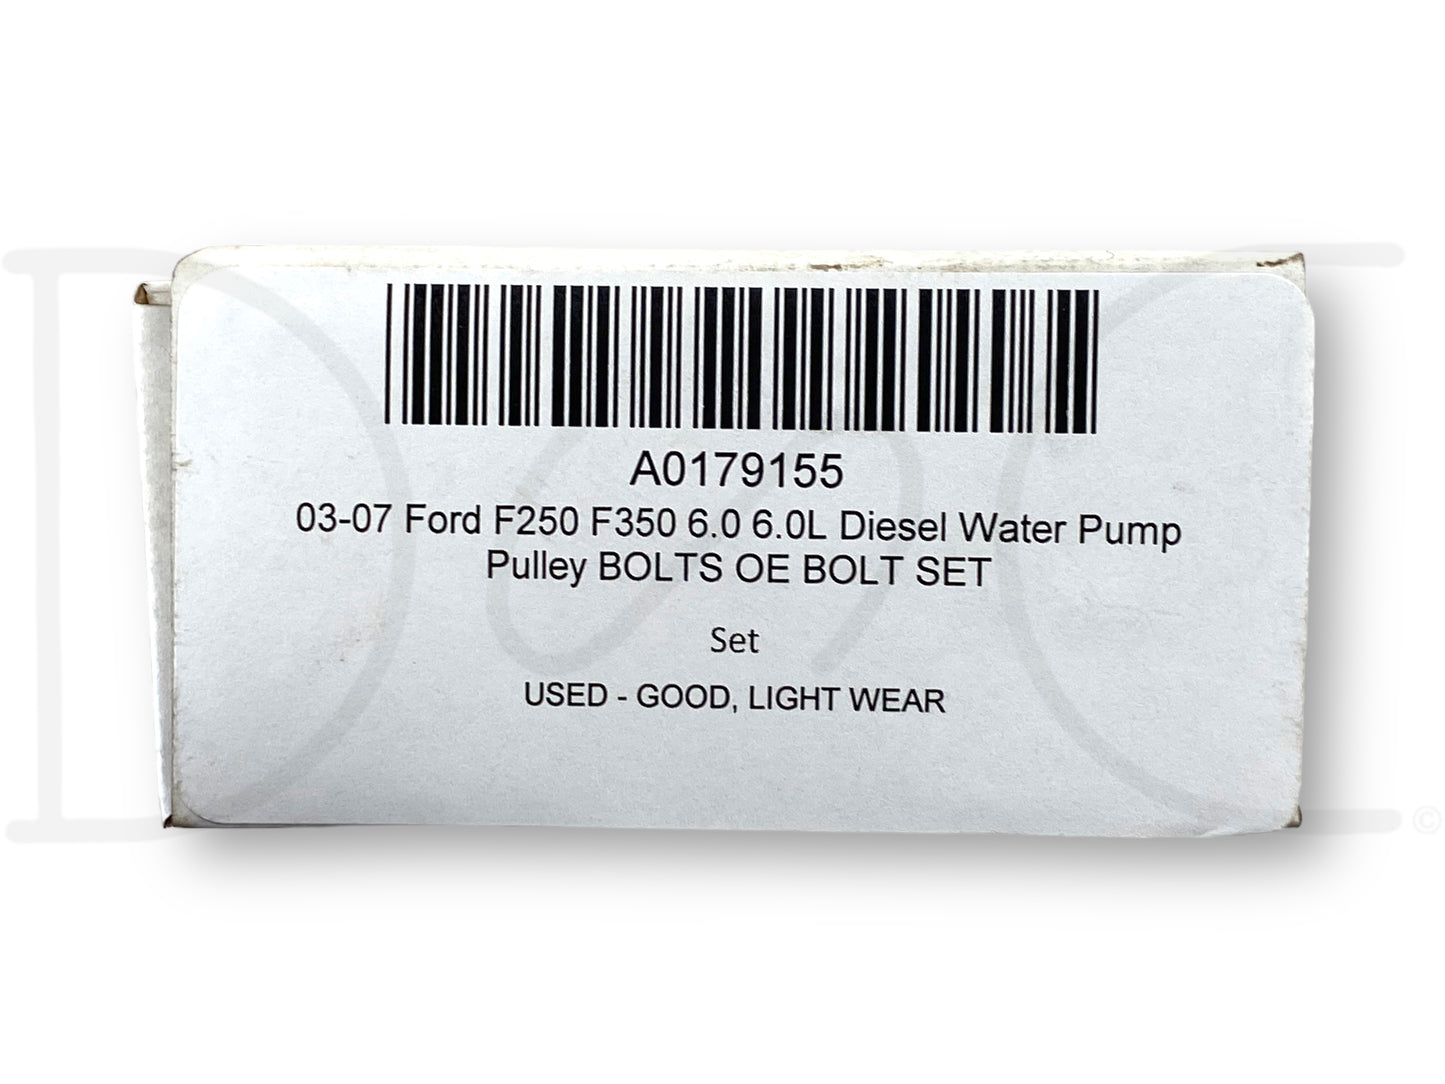 A0179155
03-07 Ford F250 F350 6.0 6.0L Diesel Water Pump
Pulley BOLTS OE BOLT SET
Set
USED - GOOD, LIGHT WEAR
©